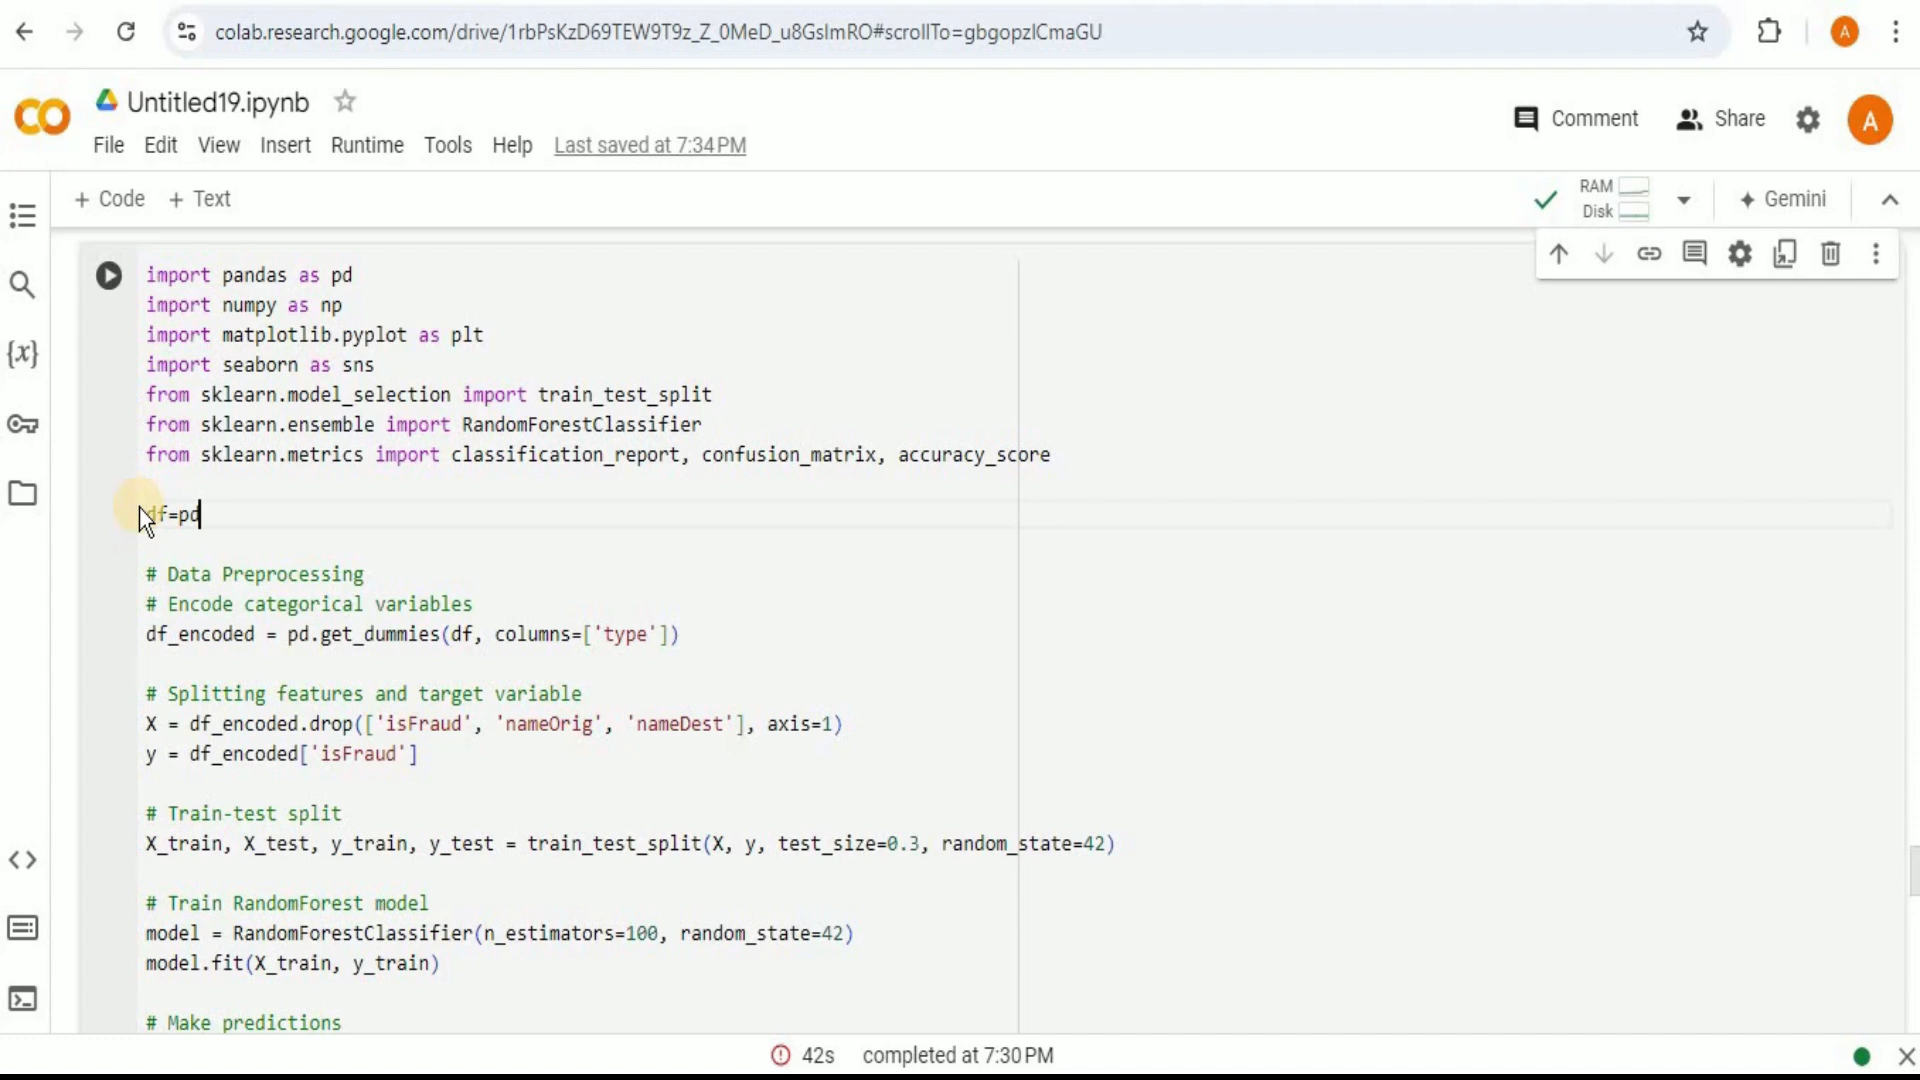 colab.research.google.com/drive/1rbPsKzD69TEW9T9z_Z_0MeD_u8GsImRO#scrollTo=gbgopzlCmaGU
A
Untitled19.ipynb
Comment
Share
A
File Edit View Insert Runtime Tools Help Last saved at 7:34 PM
+ Code + Text
RAM
Disk
Gemini
import pandas as pd
import numpy as np
import matplotlib.pyplot as plt
import seaborn as sns
from sklearn.model_selection import train_test_split
from sklearn.ensemble import RandomForestClassifier
from sklearn.metrics import classification_report, confusion_matrix, accuracy_score
df=pd
# Data Preprocessing
# Encode categorical variables
df_encoded = pd.get_dummies(df, columns=['type'])
# Splitting features and target variable
X = df_encoded.drop(['isFraud', 'nameOrig', 'nameDest'], axis=1)
y = df_encoded['isFraud']
# Train-test split
X_train, X_test, y_train, y_test = train_test_split(X, y, test_size=0.3, random_state=42)
# Train RandomForest model
model = RandomForestClassifier(n_estimators=100, random_state=42)
model.fit(X_train, y_train)
# Make predictions
42s completed at 7:30 PM